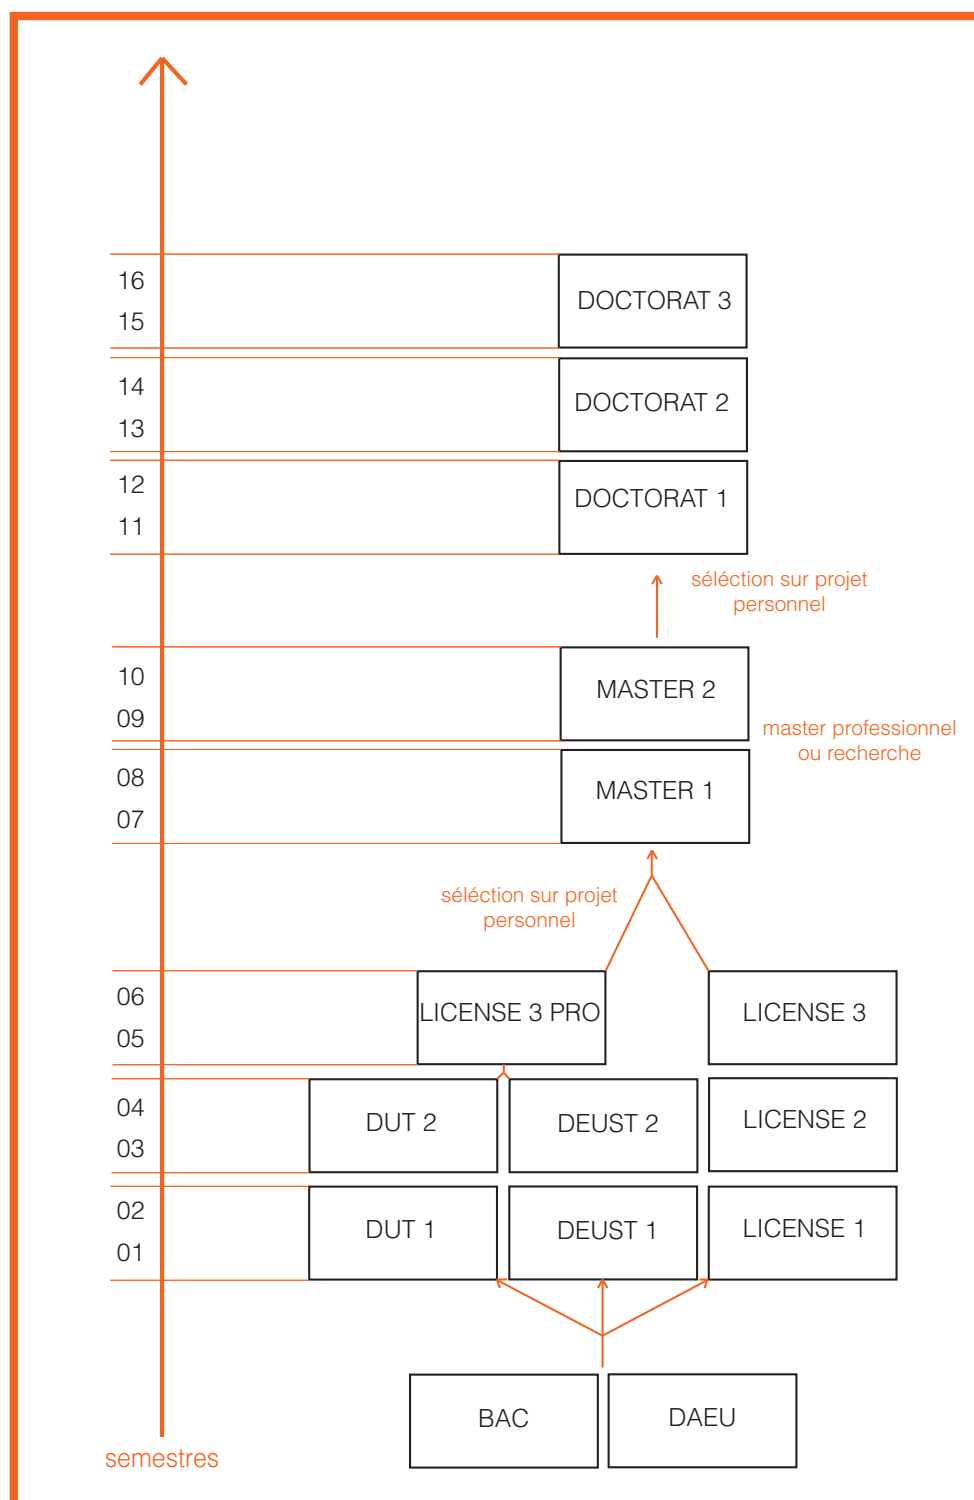 16
DOCTORAT 3
15
14
DOCTORAT 2
13
12
DOCTORAT 1
11
séléction sur projet
personnel
10
MASTER 2
09
master professionnel
ou recherche
08
MASTER 1
07
séléction sur projet
personnel
06
LICENSE 3 PRO
LICENSE 3
05
04
DUT 2
DEUST 2
LICENSE 2
03
02
DUT 1
DEUST 1
LICENSE 1
01
BAC
DAEU
semestres